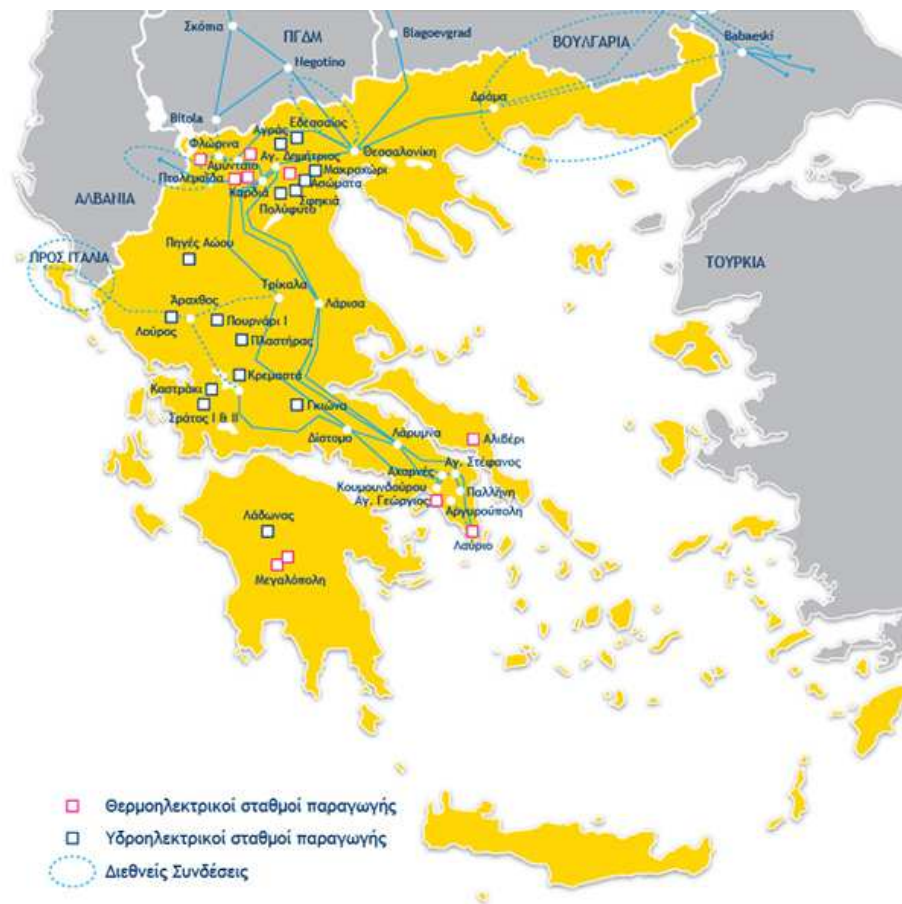 Σκόπια
ΠΓΔΜ
Blagoevgrad
ΒΟΥΛΓΑΡΙΑ
Babaeski
Negotino
Bitola
Δράμα
Εδεσσαίος
Αγράς
Φλώρινα
Αγ. Δημήτριος
Θεσσαλονίκη
Αμύνταιο
Μακροχώρι
Πτολεμαΐδα
Ασώματα
Καρδιά
Σφηκιά
Πολύφυτο
ΑΛΒΑΝΙΑ
Πηγές Αώου
ΠΡΟΣ ΙΤΑΛΙΑ
ΤΟΥΡΚΙΑ
Τρίκαλα
Άραχθος
Λάρισα
Πουρνάρι Ι
Λούρος
Πλαστήρας
Κρεμαστά
Καστράκι
Γκιώνα
Σράτος Ι & ΙΙ
Δίστομο
Λάρυμνα
Αλιβέρι
Αγ. Στέφανος
Αχαρνές
Κουμουνδούρου
Παλλήνη
Αγ. Γεώργιος
Αργυρούπολη
Λαύριο
Λάδωνας
Μεγαλόπολη
Θερμοηλεκτρικοί σταθμοί παραγωγής
Υδροηλεκτρικοί σταθμοί παραγωγής
Διεθνείς Συνδέσεις